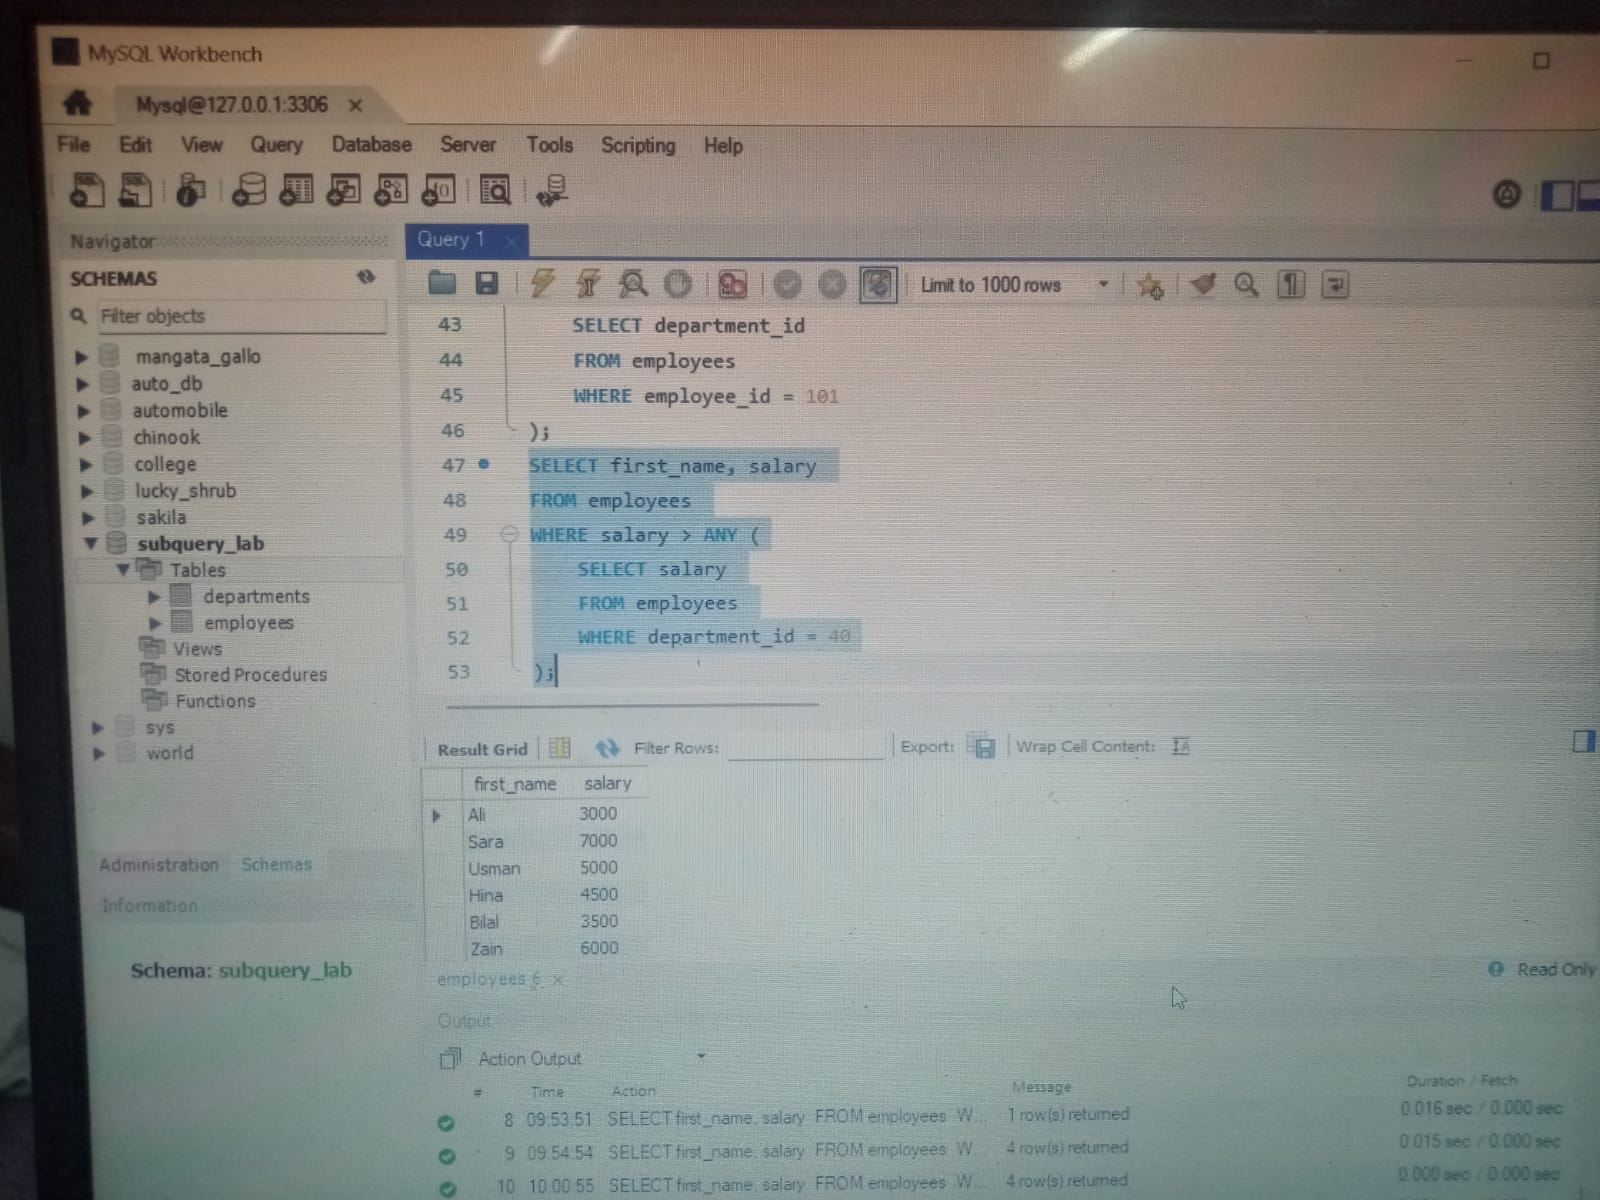 MySQL Workbench
Mysql@127.0.0.1:3306
File Edit View Query Database Server Tools Scripting Help
Navigator
Query 1
SCHEMAS
Limit to 1000 rows
Filter objects
mangata_gallo
auto_db
automobile
chinook
college
lucky_shrub
sakila
subquery_lab
Tables
departments
employees
Views
Stored Procedures
Functions
sys
world
Administration Schemas
Information
Schema: subquery_lab
43 SELECT department_id
44 FROM employees
45 WHERE employee_id = 101
46 );
47 SELECT first_name, salary
48 FROM employees
49 WHERE salary > ANY (
50 SELECT salary
51 FROM employees
52 WHERE department_id = 40
53 );
Result Grid Filter Rows: Export: Wrap Cell Content:
first_name salary
Ali 3000
Sara 7000
Usman 5000
Hina 4500
Bilal 3500
Zain 6000
employees 6
Read Only
Output
Action Output
# Time Action Message Duration / Fetch
8 09:53:51 SELECT first_name, salary FROM employees W... 1 row(s) returned 0.016 sec / 0.000 sec
9 09:54:54 SELECT first_name, salary FROM employees W... 4 row(s) returned 0.015 sec / 0.000 sec
10 10:00:55 SELECT first_name, salary FROM employees W... 4 row(s) returned 0.000 sec / 0.000 sec